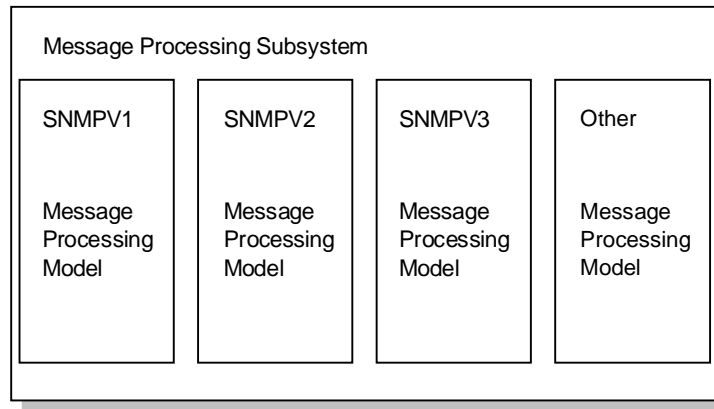 Message Processing Subsystem
SNMPV1
Message
Processing
Model
SNMPV2
Message
Processing
Model
SNMPV3
Message
Processing
Model
Other
Message
Processing
Model